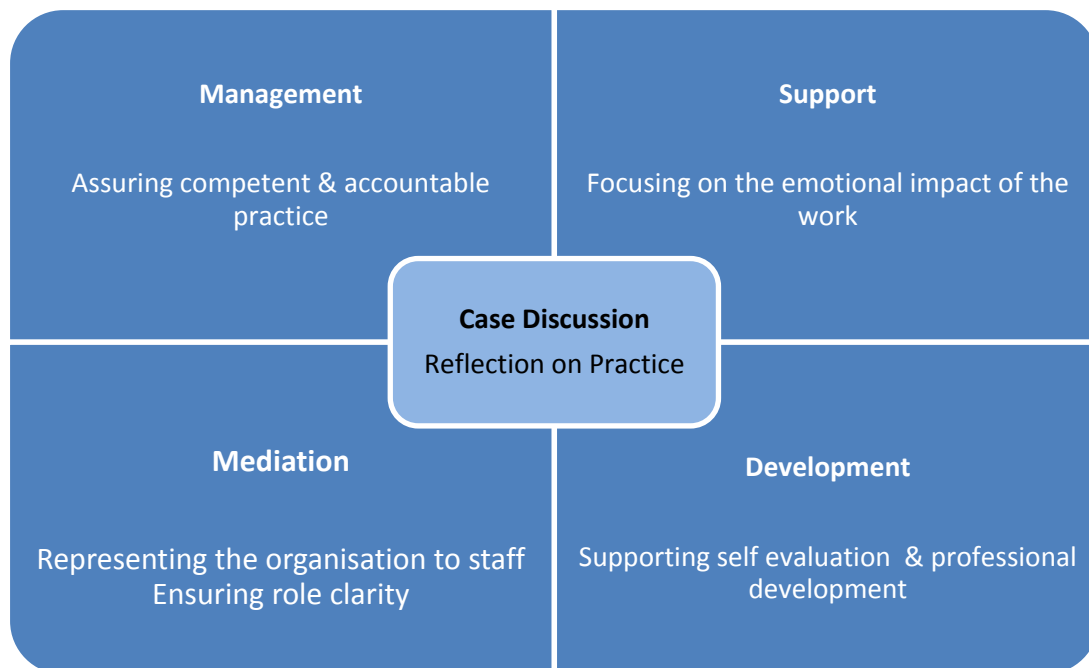 Management
Assuring competent & accountable
practice
Support
Focusing on the emotional impact of the
work
Case Discussion
Reflection on Practice
Mediation
Representing the organisation to staff
Ensuring role clarity
Development
Supporting self evaluation & professional
development